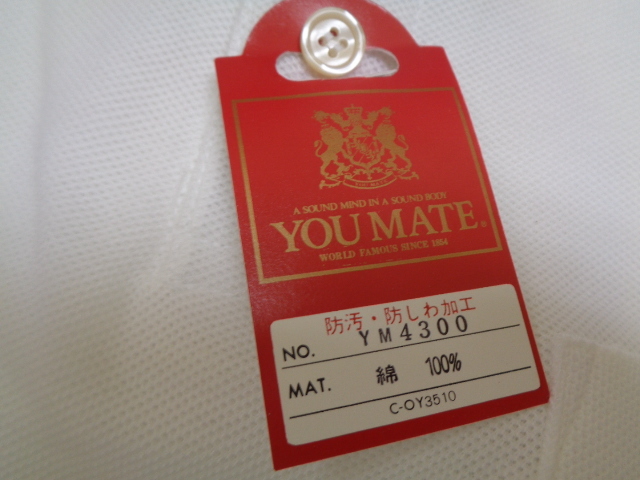 A SOUND MIND IN A SOUND BODY
YOU MATE®
WORLD FAMOUS SINCE 1864
防汚・防しわ加工
NO. YM4300
MAT. 綿 100%
C-OY3510